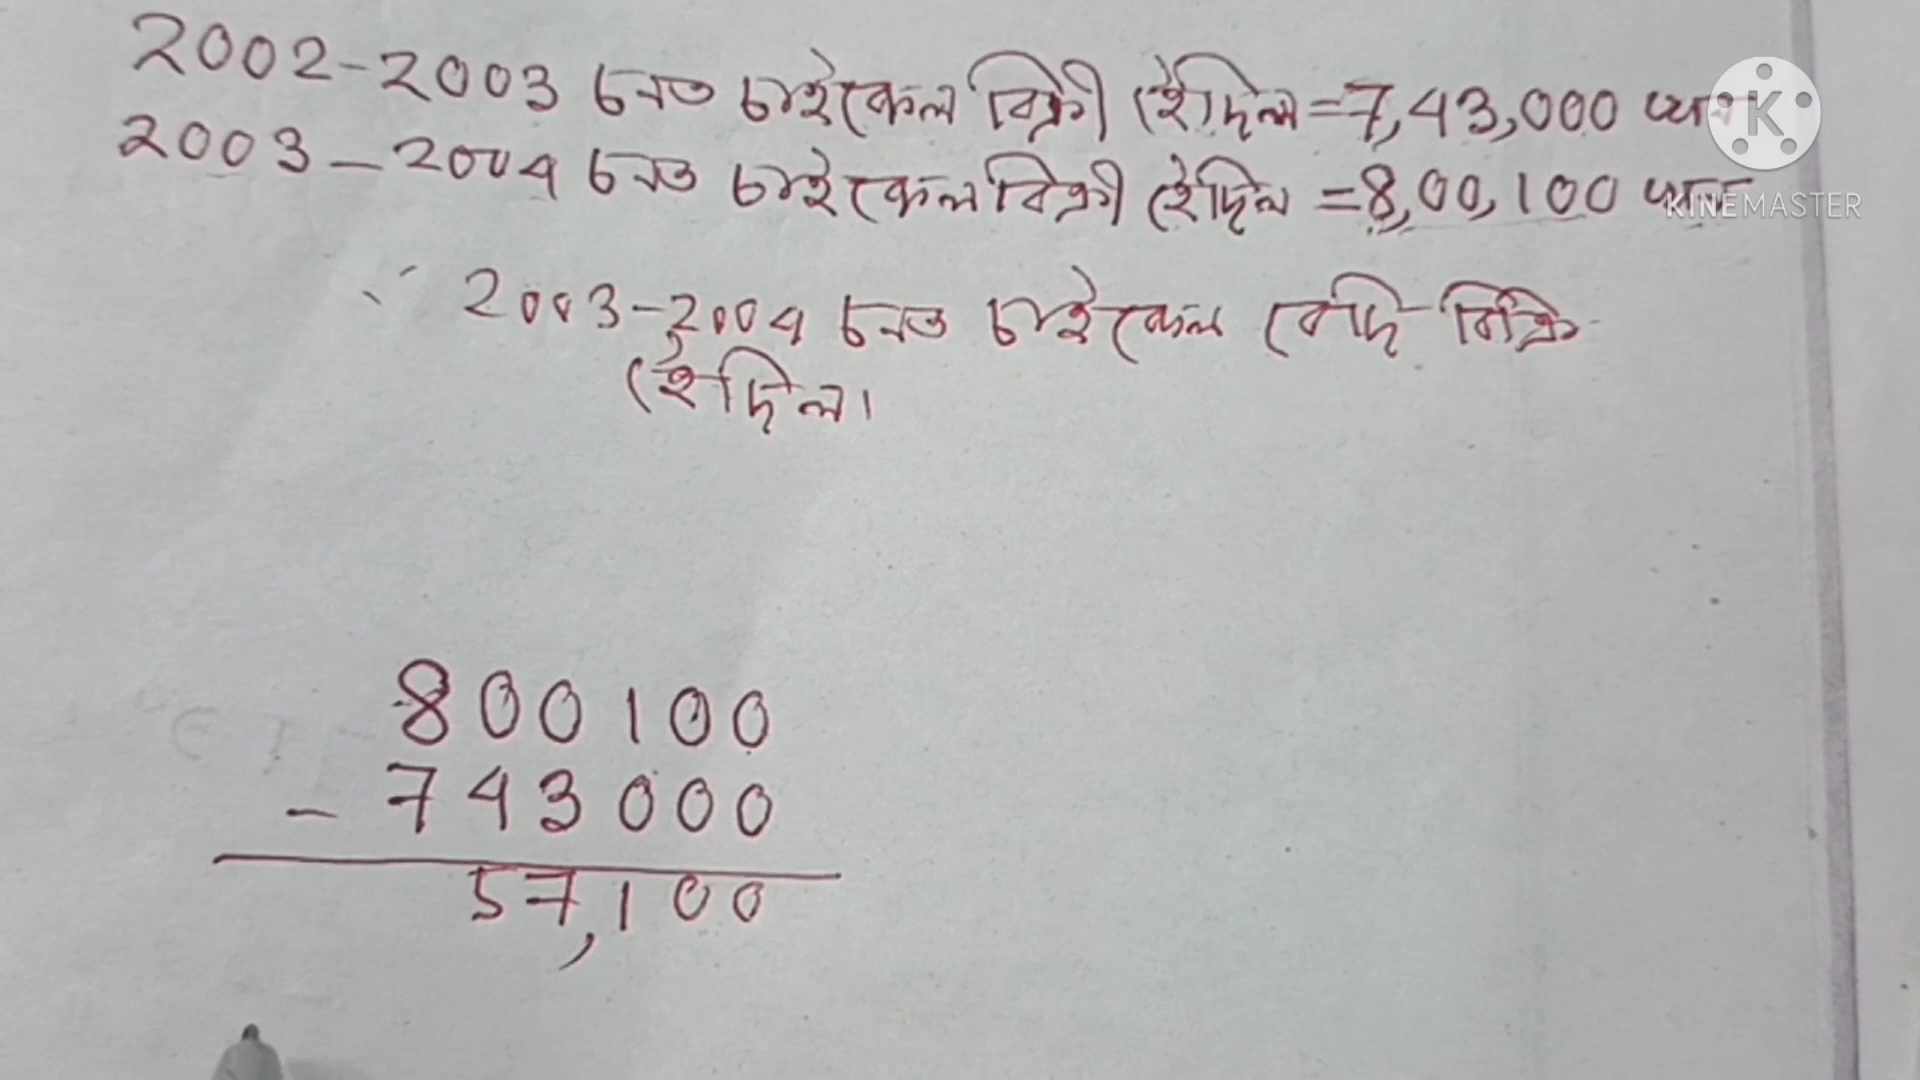 2002-2003 চনত চাইকেল বিক্ৰী হৈছিল=7,43,000 খন
2003-2004 চনত চাইকেল বিক্ৰী হৈছিল =8,00,100 খন
KINEMASTER
∵ 2003-2004 চনত চাইকেল বেছি বিক্ৰি
হৈছিল।
800100
- 743000
57,100